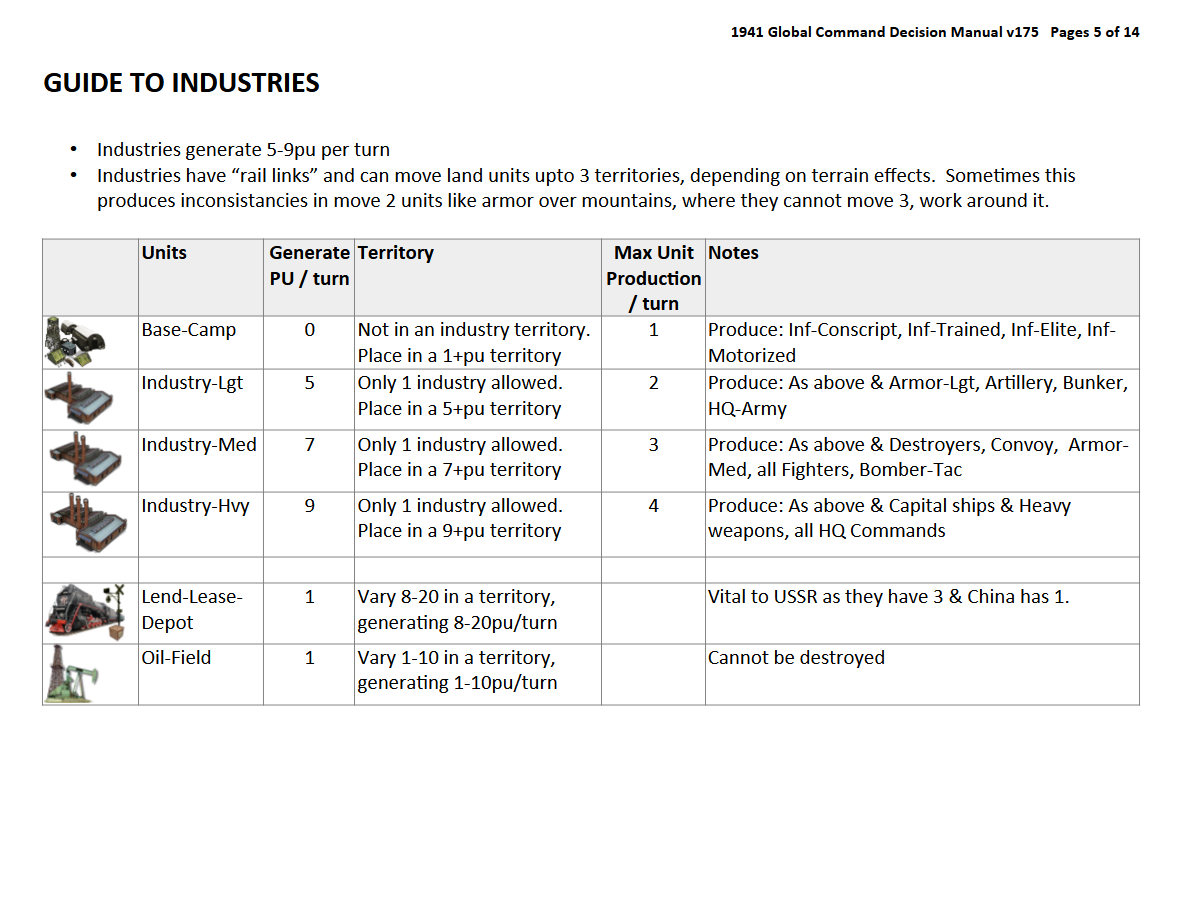 1941 Global Command Decision Manual v175   Pages 5 of 14
GUIDE TO INDUSTRIES
• Industries generate 5-9pu per turn
• Industries have “rail links” and can move land units upto 3 territories, depending on terrain effects.  Sometimes this
produces inconsistancies in move 2 units like armor over mountains, where they cannot move 3, work around it.
Units Generate Territory Max Unit Notes
PU / turn Production
/ turn
Base-Camp 0 Not in an industry territory. 1 Produce: Inf-Conscript, Inf-Trained, Inf-Elite, Inf-
Place in a 1+pu territory Motorized
Industry-Lgt 5 Only 1 industry allowed. 2 Produce: As above & Armor-Lgt, Artillery, Bunker,
Place in a 5+pu territory HQ-Army
Industry-Med 7 Only 1 industry allowed. 3 Produce: As above & Destroyers, Convoy,  Armor-
Place in a 7+pu territory Med, all Fighters, Bomber-Tac
Industry-Hvy 9 Only 1 industry allowed. 4 Produce: As above & Capital ships & Heavy
Place in a 9+pu territory weapons, all HQ Commands
Lend-Lease- 1 Vary 8-20 in a territory, Vital to USSR as they have 3 & China has 1.
Depot generating 8-20pu/turn
Oil-Field 1 Vary 1-10 in a territory, Cannot be destroyed
generating 1-10pu/turn